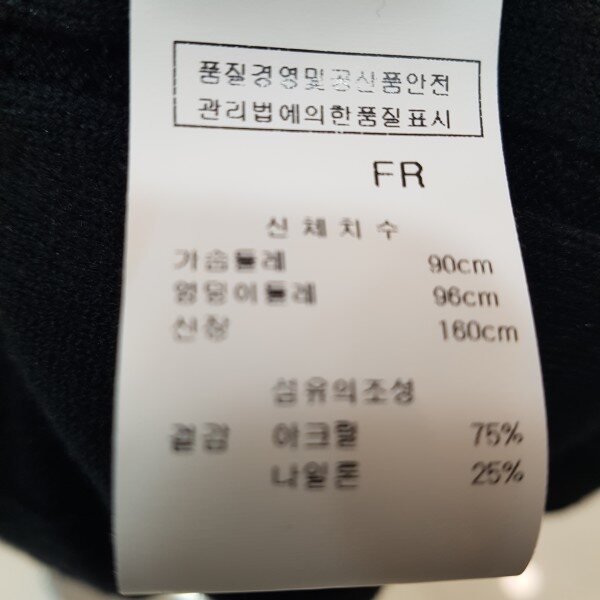 품질경영및공산품안전
관리법에의한품질표시
FR
신체치수
가슴둘레 90cm
엉덩이둘레 96cm
신장 160cm
섬유의조성
겉감 아크릴 75%
나일론 25%